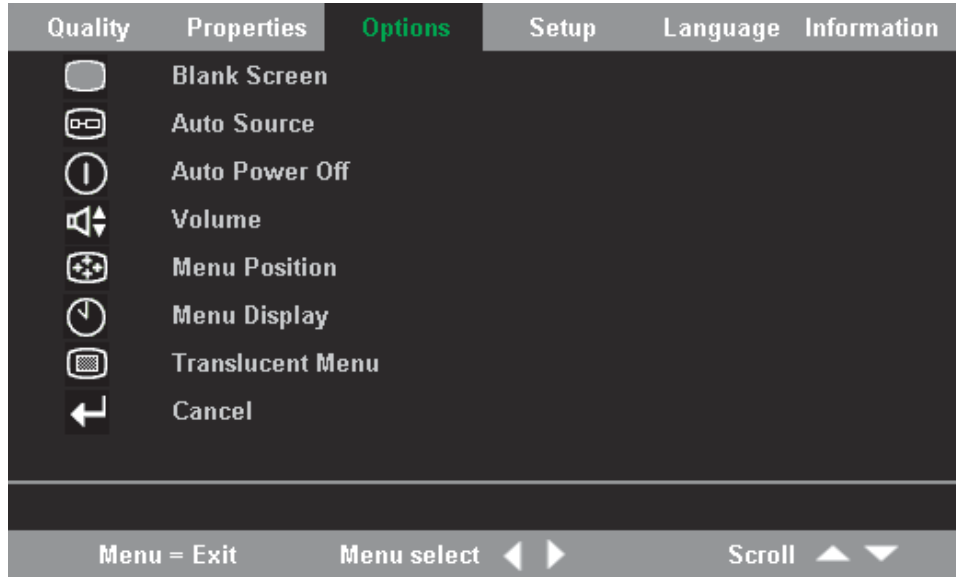 Quality Properties Options Setup Language Information
Blank Screen
Auto Source
Auto Power Off
Volume
Menu Position
Menu Display
Translucent Menu
Cancel
Menu = Exit Menu select Scroll